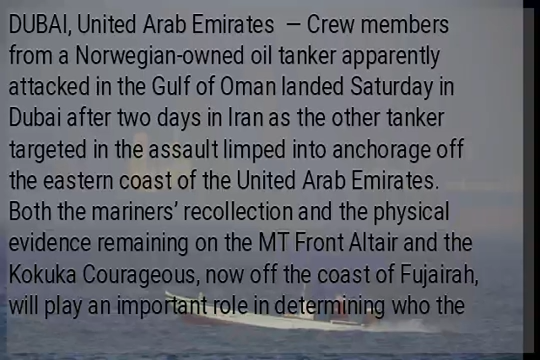 DUBAI, United Arab Emirates — Crew members
from a Norwegian-owned oil tanker apparently
attacked in the Gulf of Oman landed Saturday in
Dubai after two days in Iran as the other tanker
targeted in the assault limped into anchorage off
the eastern coast of the United Arab Emirates.
Both the mariners’ recollection and the physical
evidence remaining on the MT Front Altair and the
Kokuka Courageous, now off the coast of Fujairah,
will play an important role in determining who the